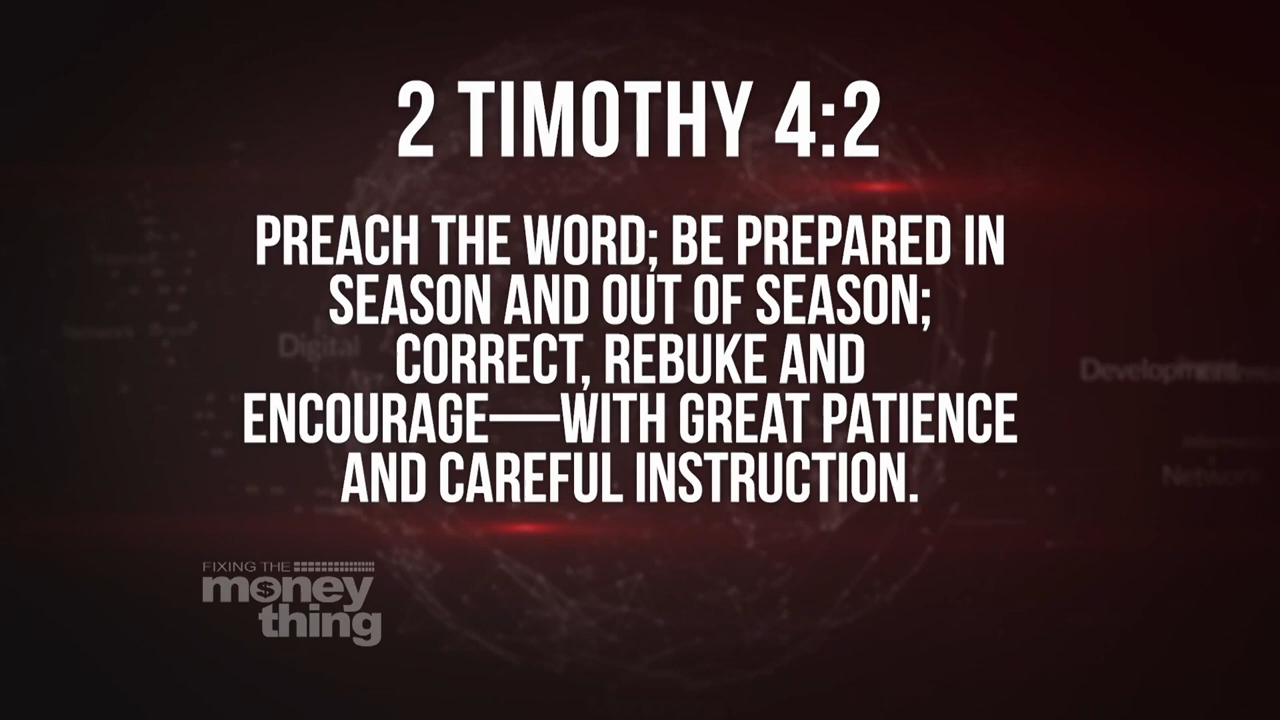 2 TIMOTHY 4:2
PREACH THE WORD; BE PREPARED IN
SEASON AND OUT OF SEASON;
CORRECT, REBUKE AND
ENCOURAGE—WITH GREAT PATIENCE
AND CAREFUL INSTRUCTION.
Digital
Development
Network
FIXING THE
money
thing